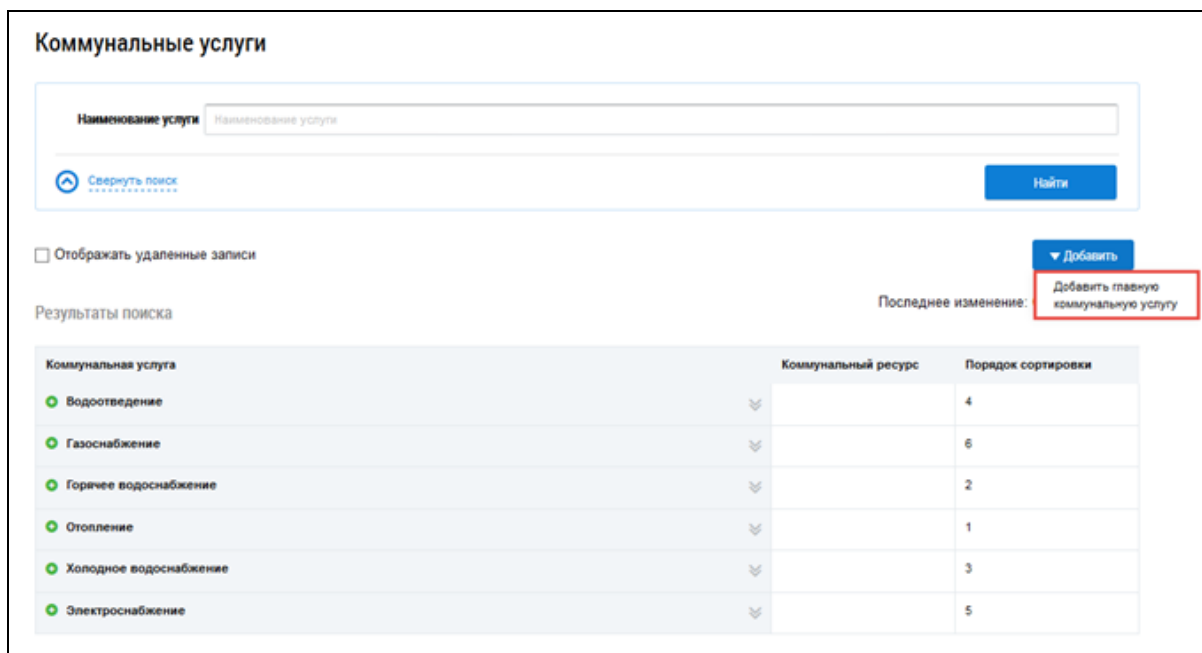 Коммунальные услуги
Наименование услуги Наименование услуги
Свернуть поиск Найти
Отображать удаленные записи Добавить
Добавить главную
коммунальную услугу
Последнее изменение:
Результаты поиска
Коммунальная услуга Коммунальный ресурс Порядок сортировки
Водоотведение 4
Газоснабжение 6
Горячее водоснабжение 2
Отопление 1
Холодное водоснабжение 3
Электроснабжение 5